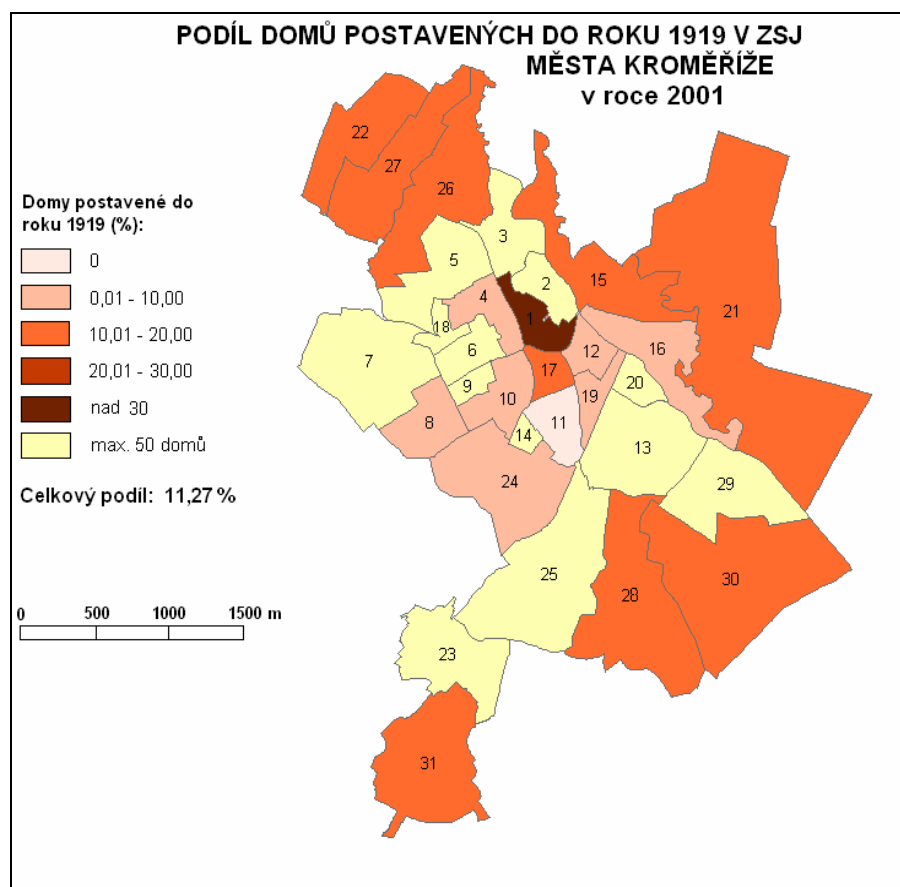 PODÍL DOMŮ POSTAVENÝCH DO ROKU 1919 V ZSJ
MĚSTA KROMĚŘÍŽE
v roce 2001
Domy postavené do
roku 1919 (%):
0
0,01 - 10,00
10,01 - 20,00
20,01 - 30,00
nad 30
max. 50 domů
Celkový podíl: 11,27 %
0 500 1000 1500 m
22
27
26
3
5
2
15
21
4
1
18
12
16
7
6
17
20
9
10
19
8
11
14
13
24
29
25
28
30
23
31